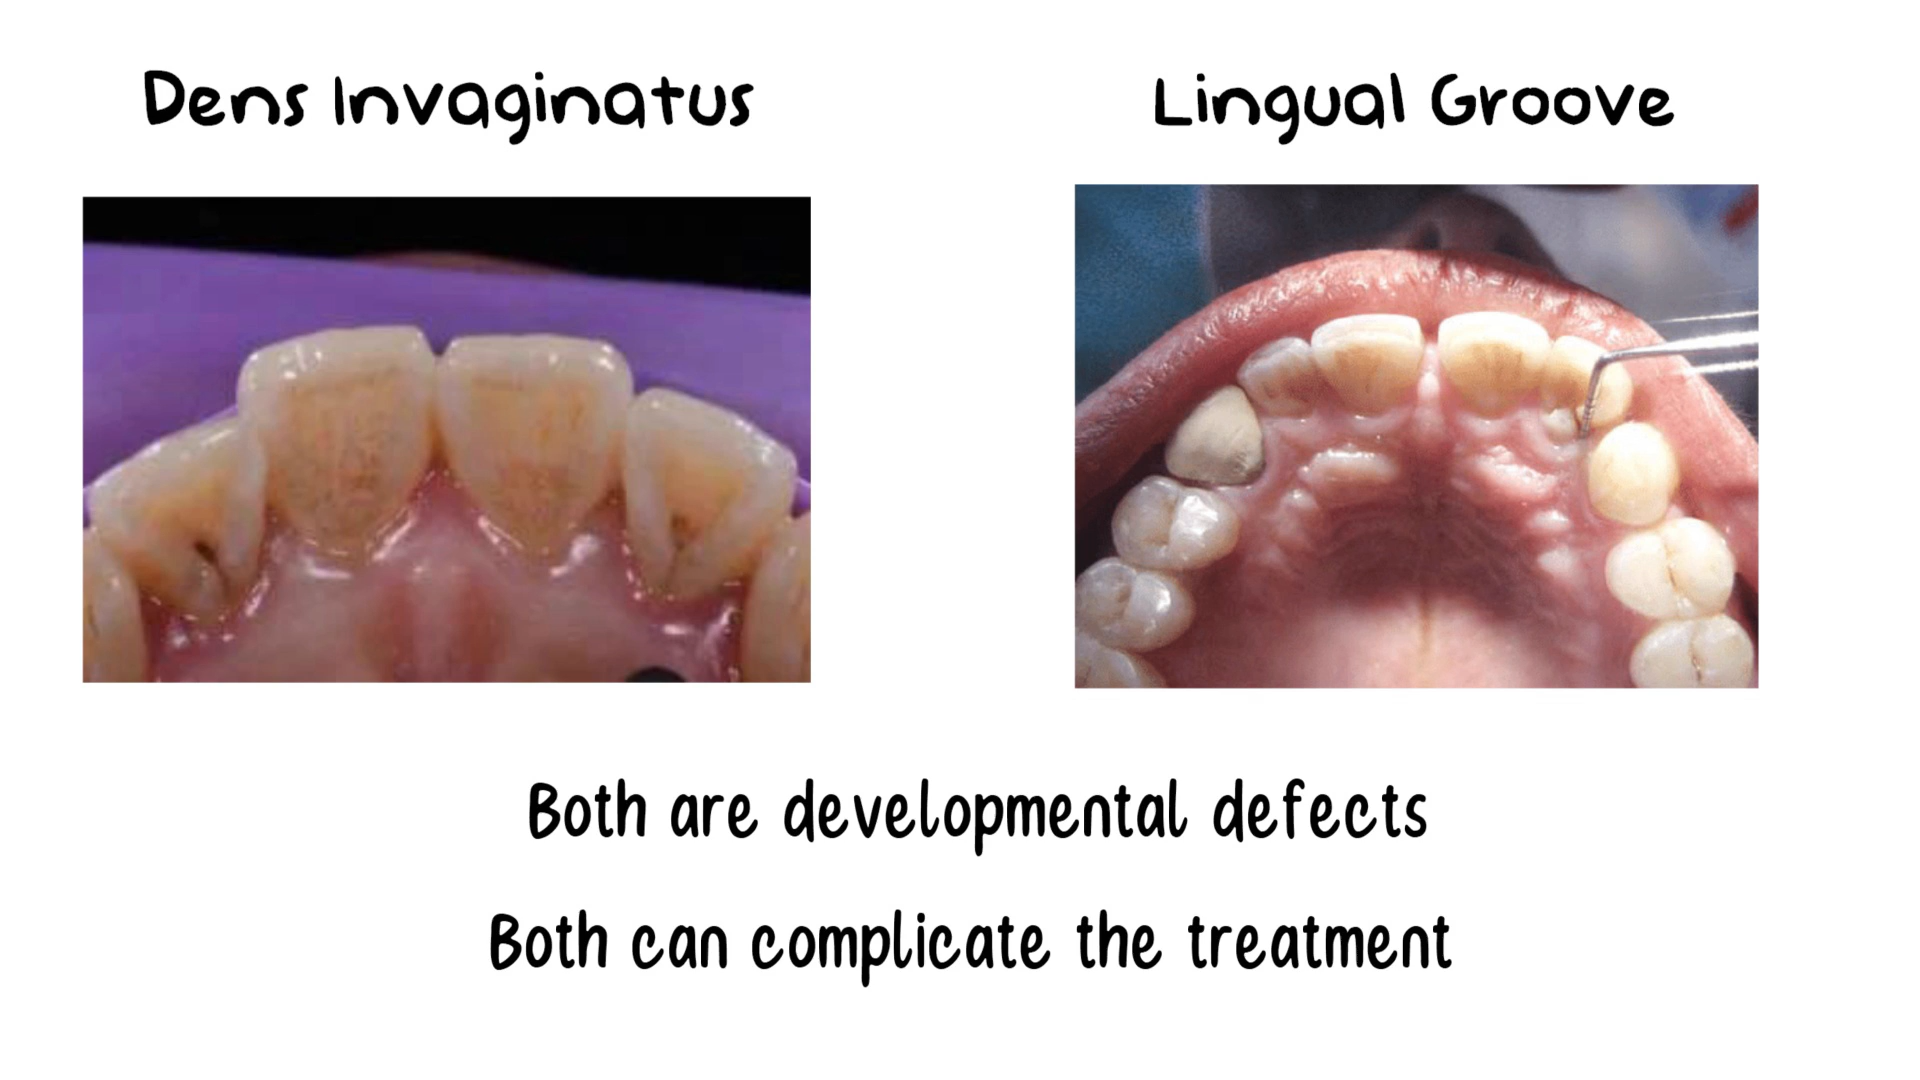 Dens Invaginatus
Lingual Groove
Both are developmental defects
Both can complicate the treatment